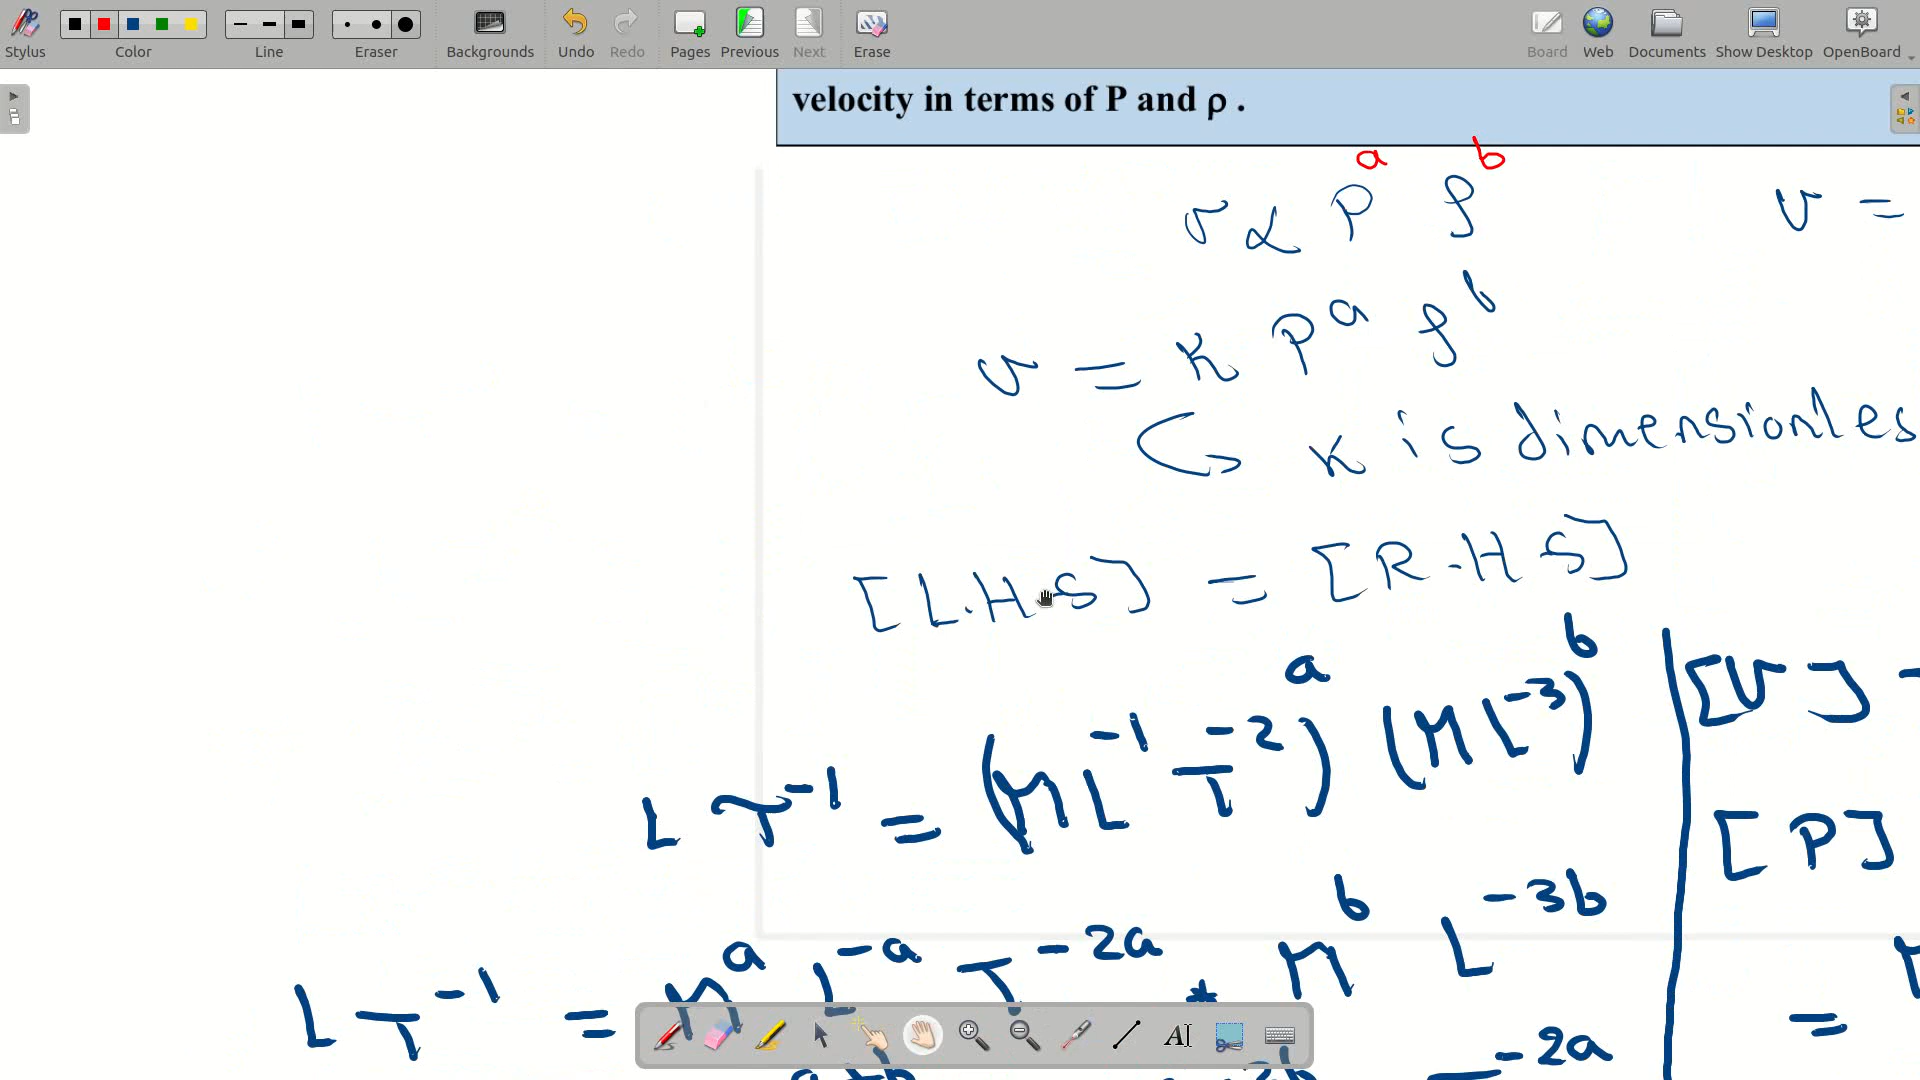 Stylus Color Line Eraser Backgrounds Undo Redo Pages Previous Next Erase Board Web Documents Show Desktop OpenBoard
velocity in terms of P and ρ .
v ∝ P^a ρ^b
v =
v = K P^a ρ^b
↳ K is dimensionles
[L.H.S] = [R.H.S]
L T^-1 = (M L^-1 T^-2)^a (M L^-3)^b
[V] -
[P]
L T^-1 = M^a L^-a T^-2a * M^b L^-3b
=
-2a